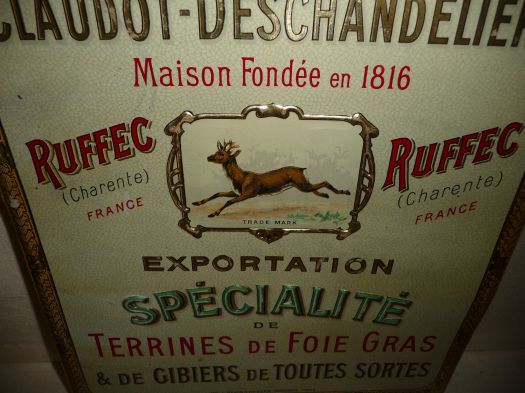 CLAUDOT-DESCHANDELIER
Maison Fondée en 1816
RUFFEC
(Charente)
FRANCE
TRADE MARK
RUFFEC
(Charente)
FRANCE
EXPORTATION
SPÉCIALITÉ
DE
TERRINES DE FOIE GRAS
& DE GIBIERS DE TOUTES SORTES